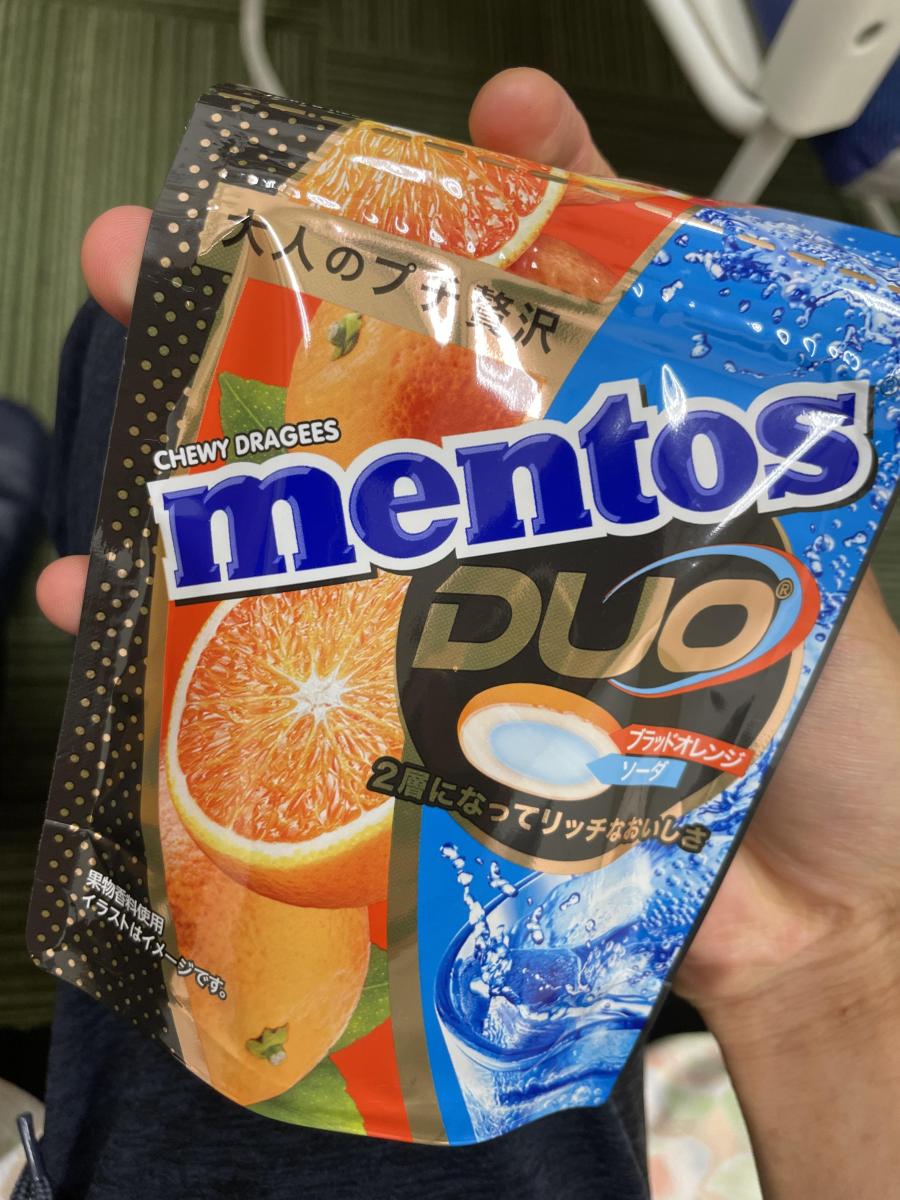 大人のプチ贅沢
CHEWY DRAGEES
mentos
DUO®
ブラッドオレンジ
ソーダ
2層になってリッチなおいしさ
果物香料使用
イラストはイメージです。